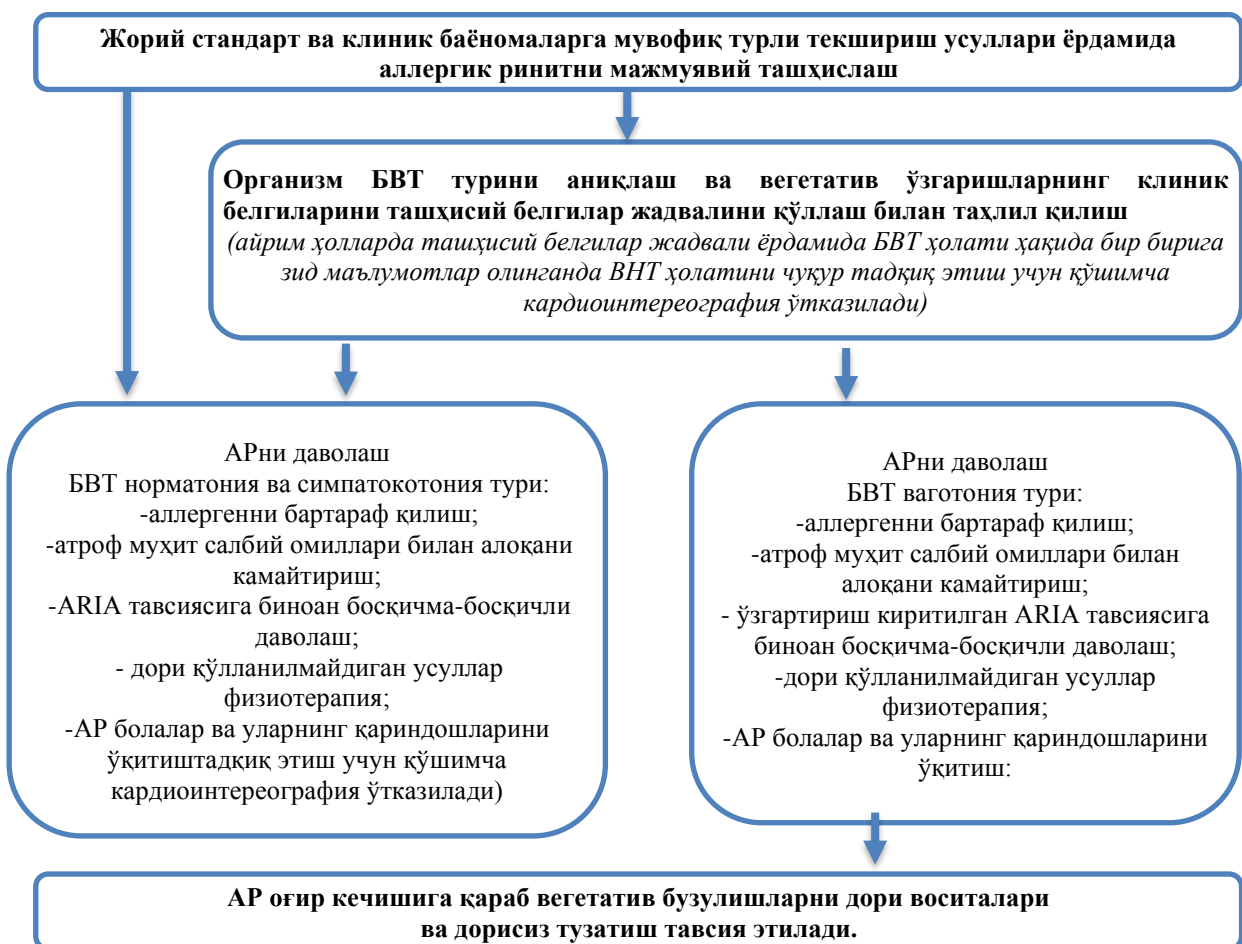 Жорий стандарт ва клиник баёномаларга мувофиқ турли текшириш усуллари ёрдамида
аллергик ринитни мажмуявий ташҳислаш
Организм БВТ турини аниқлаш ва вегетатив ўзгаришларнинг клиник
белгиларини ташҳисий белгилар жадвалини қўллаш билан таҳлил қилиш
(айрим ҳолларда ташҳисий белгилар жадвали ёрдамида БВТ ҳолати ҳақида бир бирига
зид маълумотлар олинганда ВНТ ҳолатини чуқур тадқиқ этиш учун қўшимча
кардиоинтереография ўтказилади)
АРни даволаш
БВТ норматония ва симпатокотония тури:
-аллергенни бартараф қилиш;
-атроф муҳит салбий омиллари билан алоқани
камайтириш;
-ARIA тавсиясига биноан босқичма-босқичли
даволаш;
- дори қўлланилмайдиган усуллар
физиотерапия;
-АР болалар ва уларнинг қариндошларини
ўқитиштадқиқ этиш учун қўшимча
кардиоинтереография ўтказилади)
АРни даволаш
БВТ ваготония тури:
-аллергенни бартараф қилиш;
-атроф муҳит салбий омиллари билан
алоқани камайтириш;
- ўзгартириш киритилган ARIA тавсиясига
биноан босқичма-босқичли даволаш;
-дори қўлланилмайдиган усуллар
физиотерапия;
-АР болалар ва уларнинг қариндошларини
ўқитиш:
АР оғир кечишига қараб вегетатив бузулишларни дори воситалари
ва дорисиз тузатиш тавсия этилади.